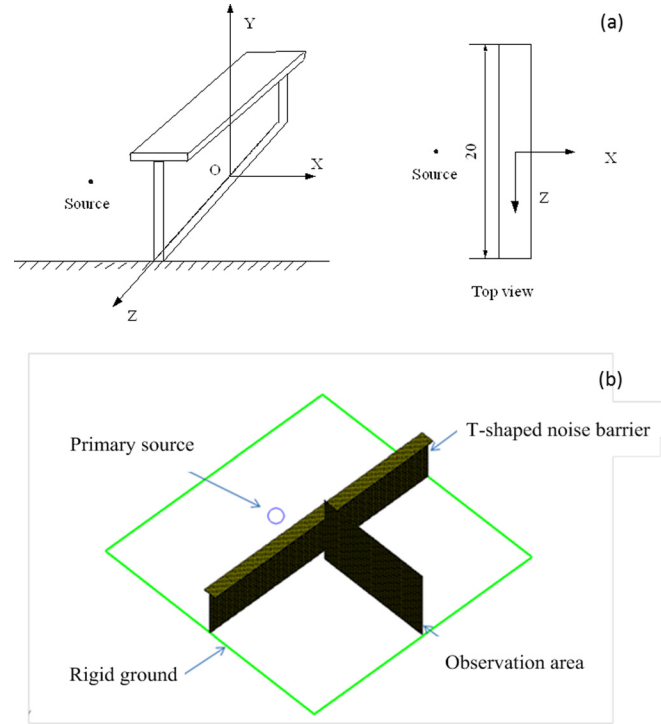 (a)
Y
X
O
Source
Z
20
X
Source
Z
Top view
(b)
T-shaped noise barrier
Primary source
Observation area
Rigid ground